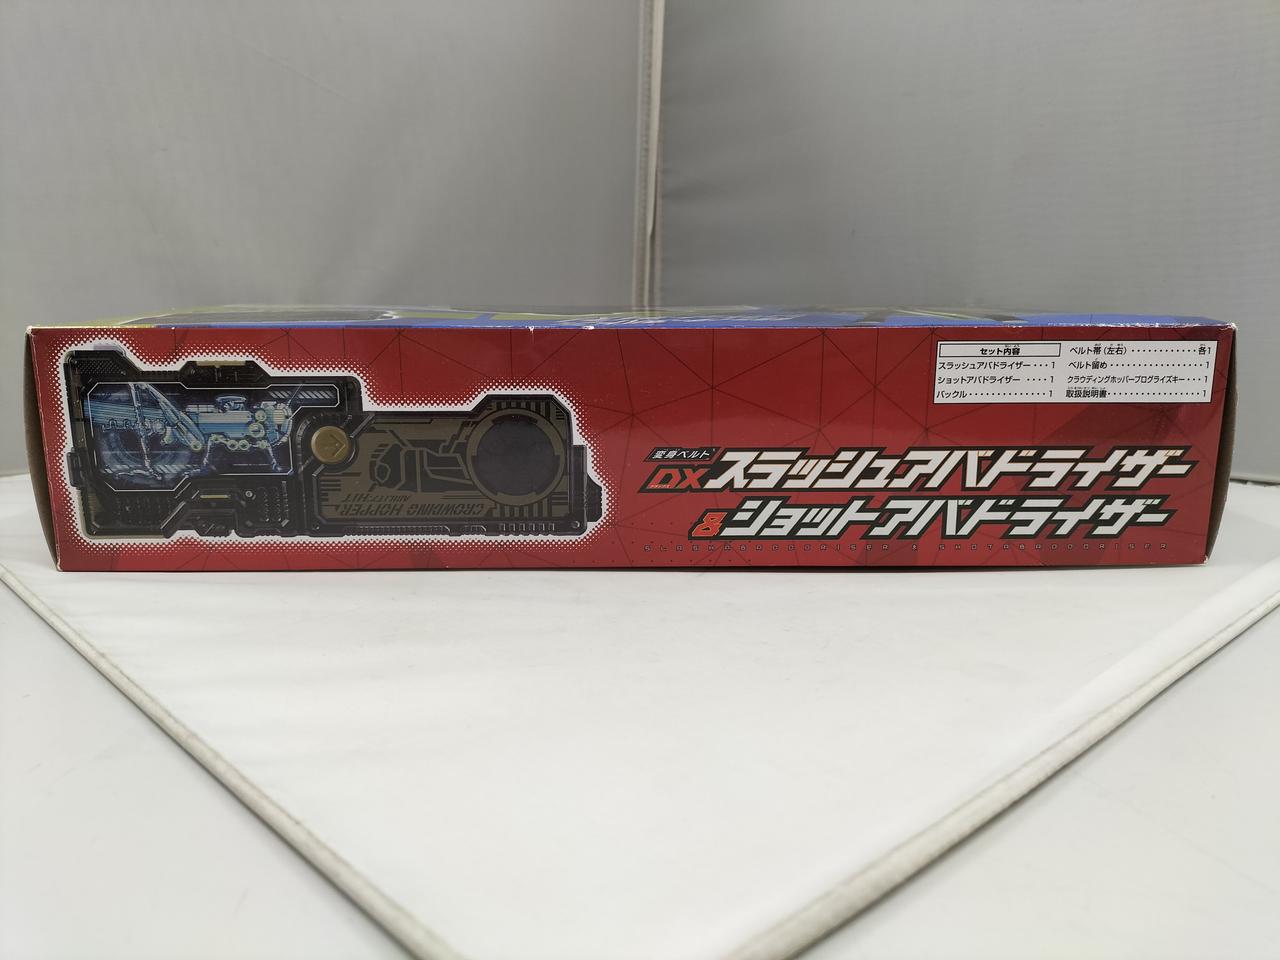 セット内容
スラッシュアバドライザー・・・1
ショットアバドライザー ・・・・・1
バックル・・・・・・・・・・・・・・1
ベルト帯(左右)・・・・・・・・・・・・各1
ベルト留め・・・・・・・・・・・・・・・・・1
クラウディングホッパープログライズキー・・・1
取扱説明書・・・・・・・・・・・・・・・・・1
変身ベルト
DX スラッシュアバドライザー
&ショットアバドライザー
SLASHABADDRISER & SHOTABADDRISER
CROWDING HOPPER
ABILITY:HIT